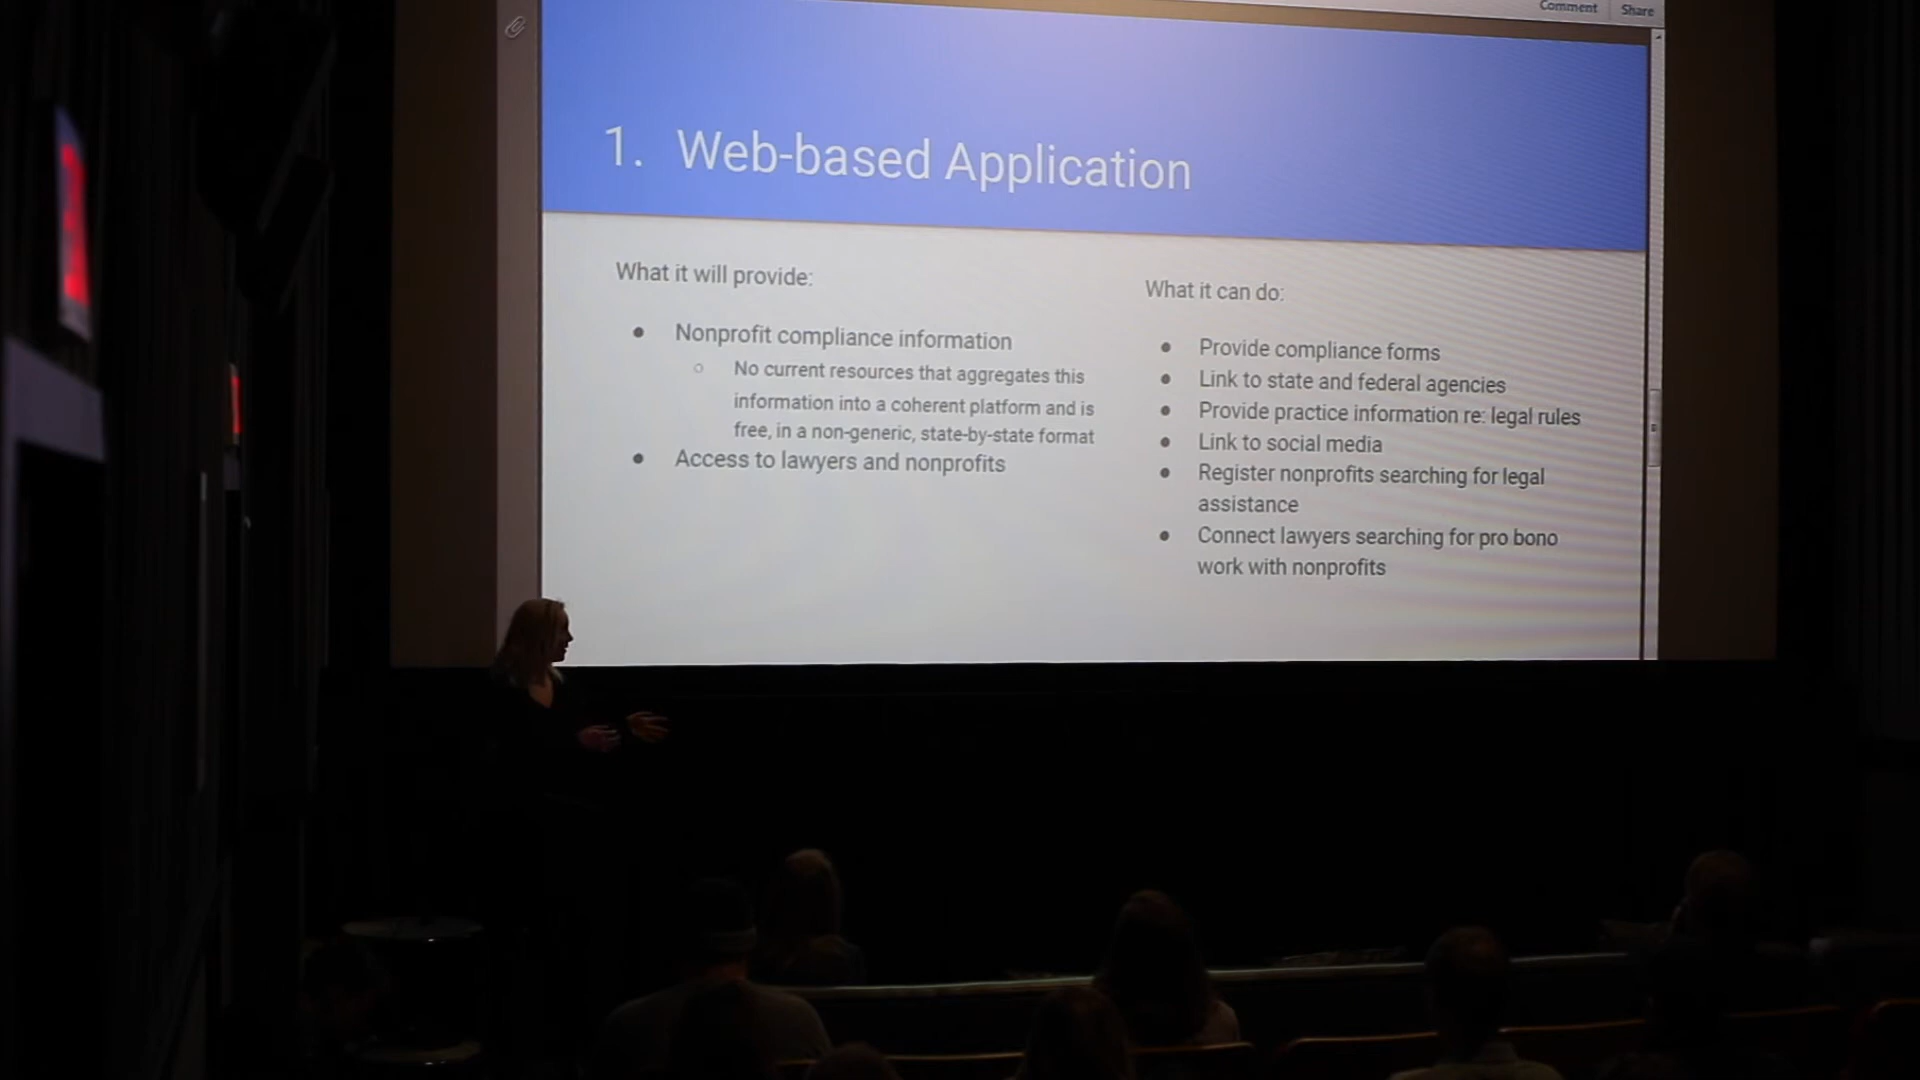 Comment Share
1. Web-based Application
What it will provide:
● Nonprofit compliance information
○ No current resources that aggregates this
information into a coherent platform and is
free, in a non-generic, state-by-state format
● Access to lawyers and nonprofits
What it can do:
● Provide compliance forms
● Link to state and federal agencies
● Provide practice information re: legal rules
● Link to social media
● Register nonprofits searching for legal
assistance
● Connect lawyers searching for pro bono
work with nonprofits